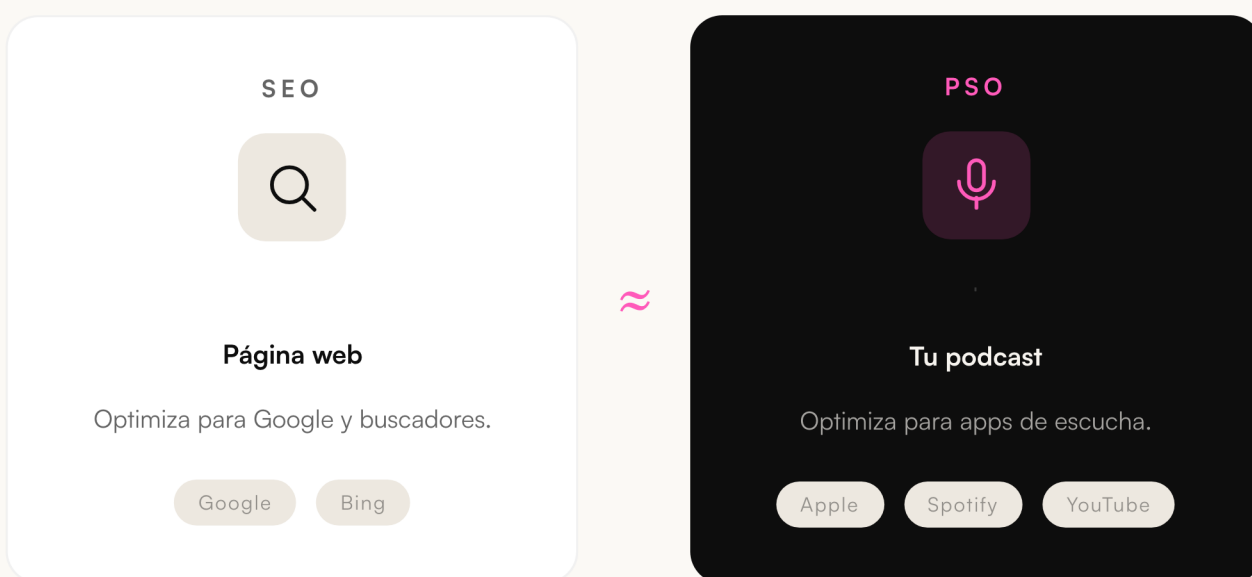 SEO
Página web
Optimiza para Google y buscadores.
Google
Bing
≈
PSO
Tu podcast
Optimiza para apps de escucha.
Apple
Spotify
YouTube